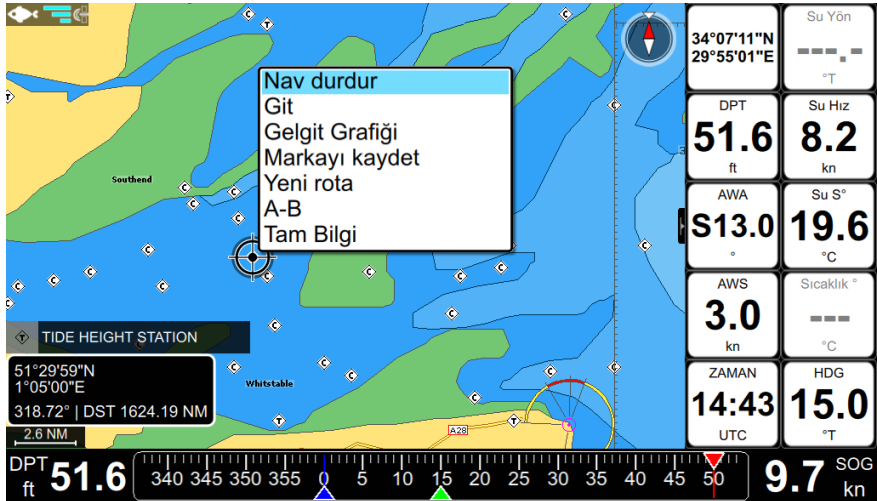 Nav durdur
Git
Gelgit Grafiği
Markayı kaydet
Yeni rota
A-B
Tam Bilgi
Southend
Whitstable
A28
TIDE HEIGHT STATION
51°29'59"N
1°05'00"E
318.72° | DST 1624.19 NM
2.6 NM
34°07'11"N
29°55'01"E
Su Yön
---.-
°T
DPT
51.6
ft
Su Hız
8.2
kn
AWA
S13.0
°
Su S°
19.6
°C
AWS
3.0
kn
Sıcaklık °
---
°C
ZAMAN
14:43
UTC
HDG
15.0
°T
DPT
ft
51.6
340 345 350 355 0 5 10 15 20 25 30 35 40 45 50
9.7
SOG
kn